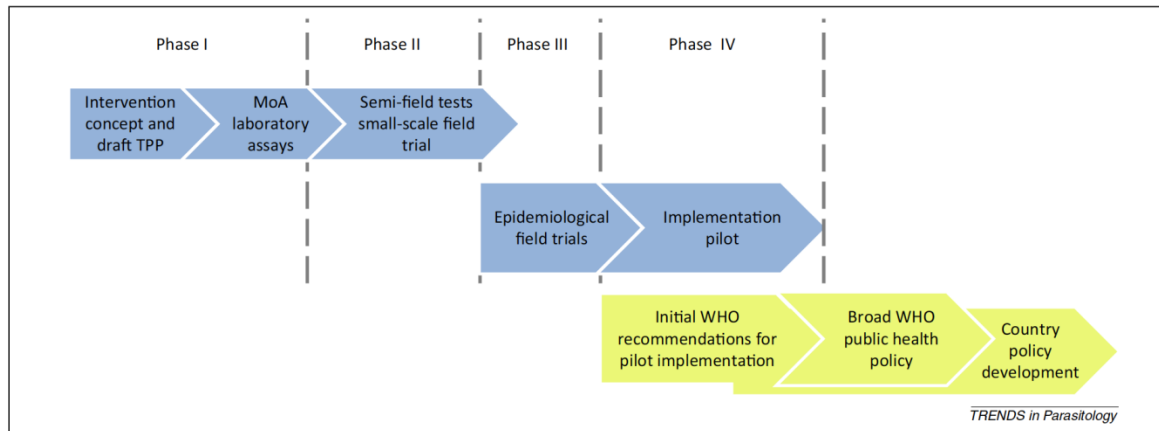 Phase I
Phase II
Phase III
Phase IV
Intervention
concept and
draft TPP
MoA
laboratory
assays
Semi-field tests
small-scale field
trial
Epidemiological
field trials
Implementation
pilot
Initial WHO
recommendations for
pilot implementation
Broad WHO
public health
policy
Country
policy
development
TRENDS in Parasitology